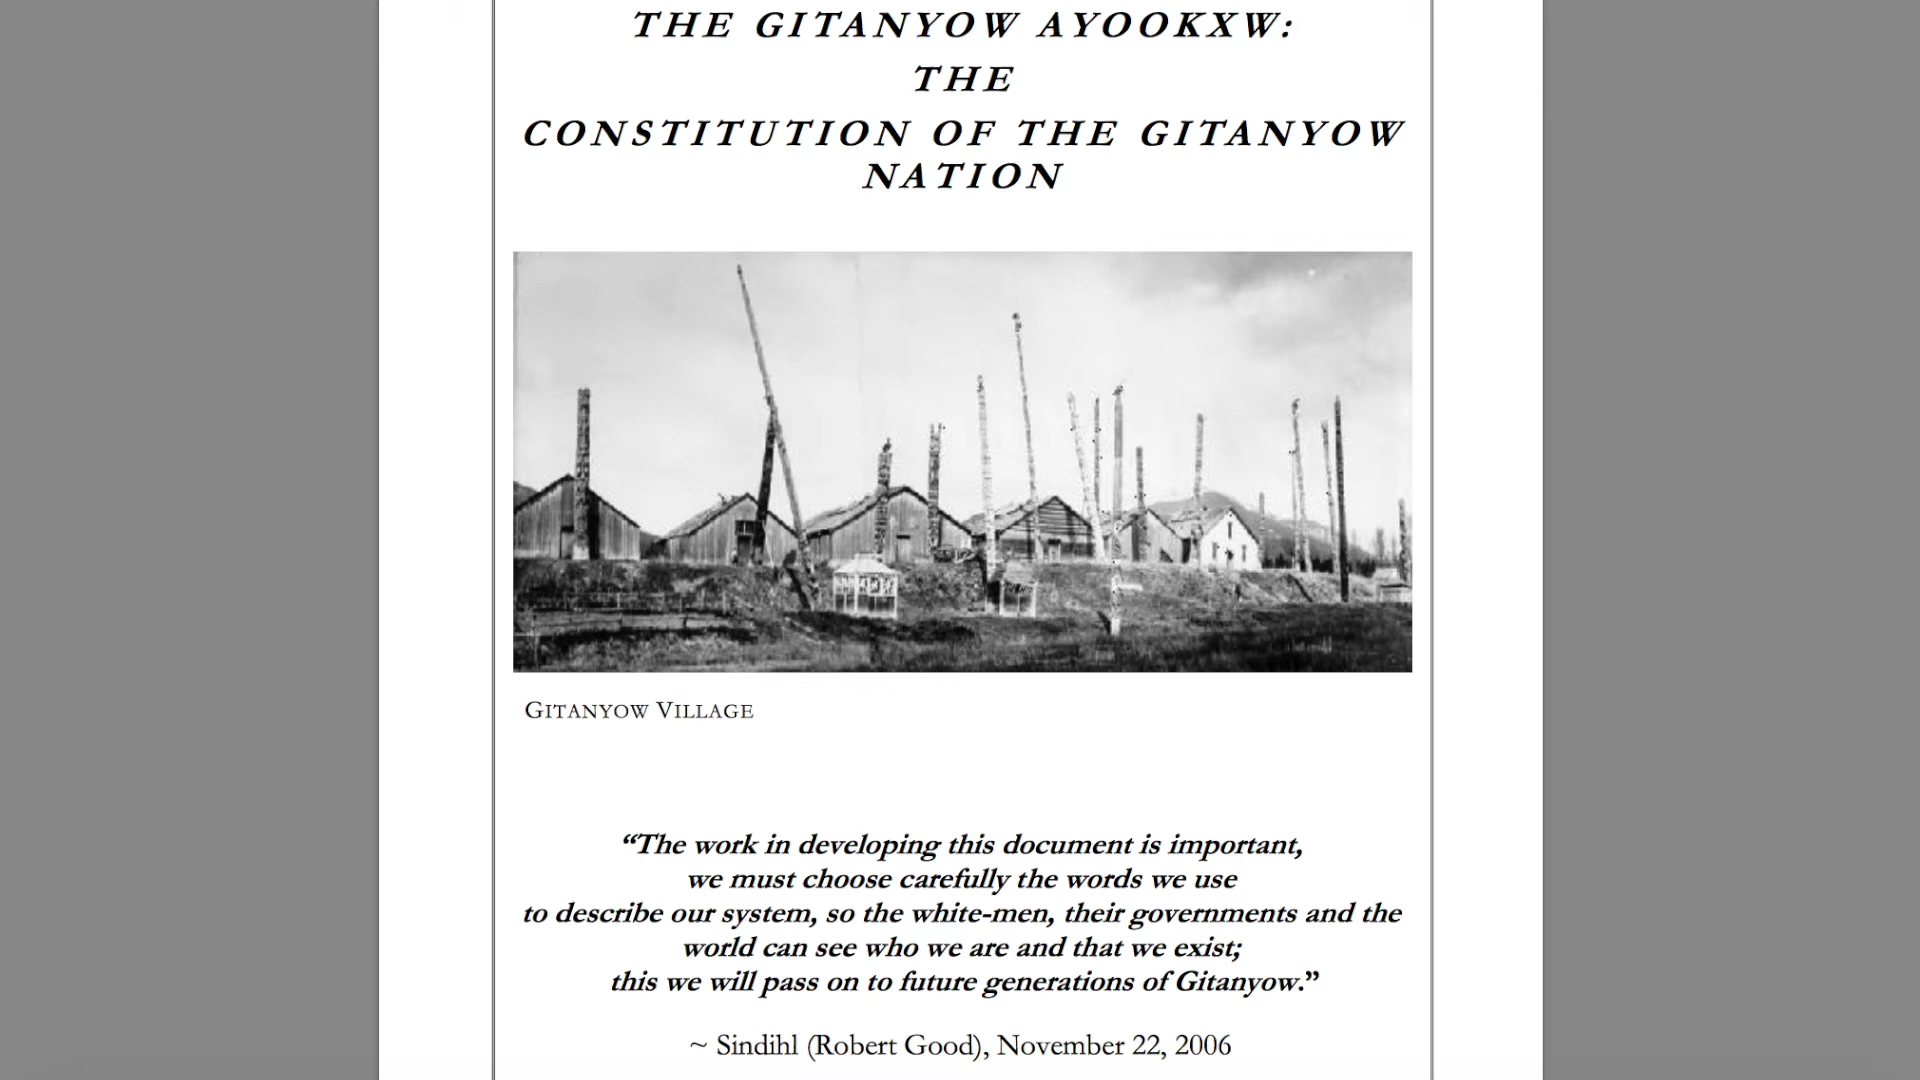 THE GITANYOW AYOOKXW:
THE
CONSTITUTION OF THE GITANYOW
NATION
GITANYOW VILLAGE
“The work in developing this document is important,
we must choose carefully the words we use
to describe our system, so the white-men, their governments and the
world can see who we are and that we exist;
this we will pass on to future generations of Gitanyow.”
~ Sindihl (Robert Good), November 22, 2006